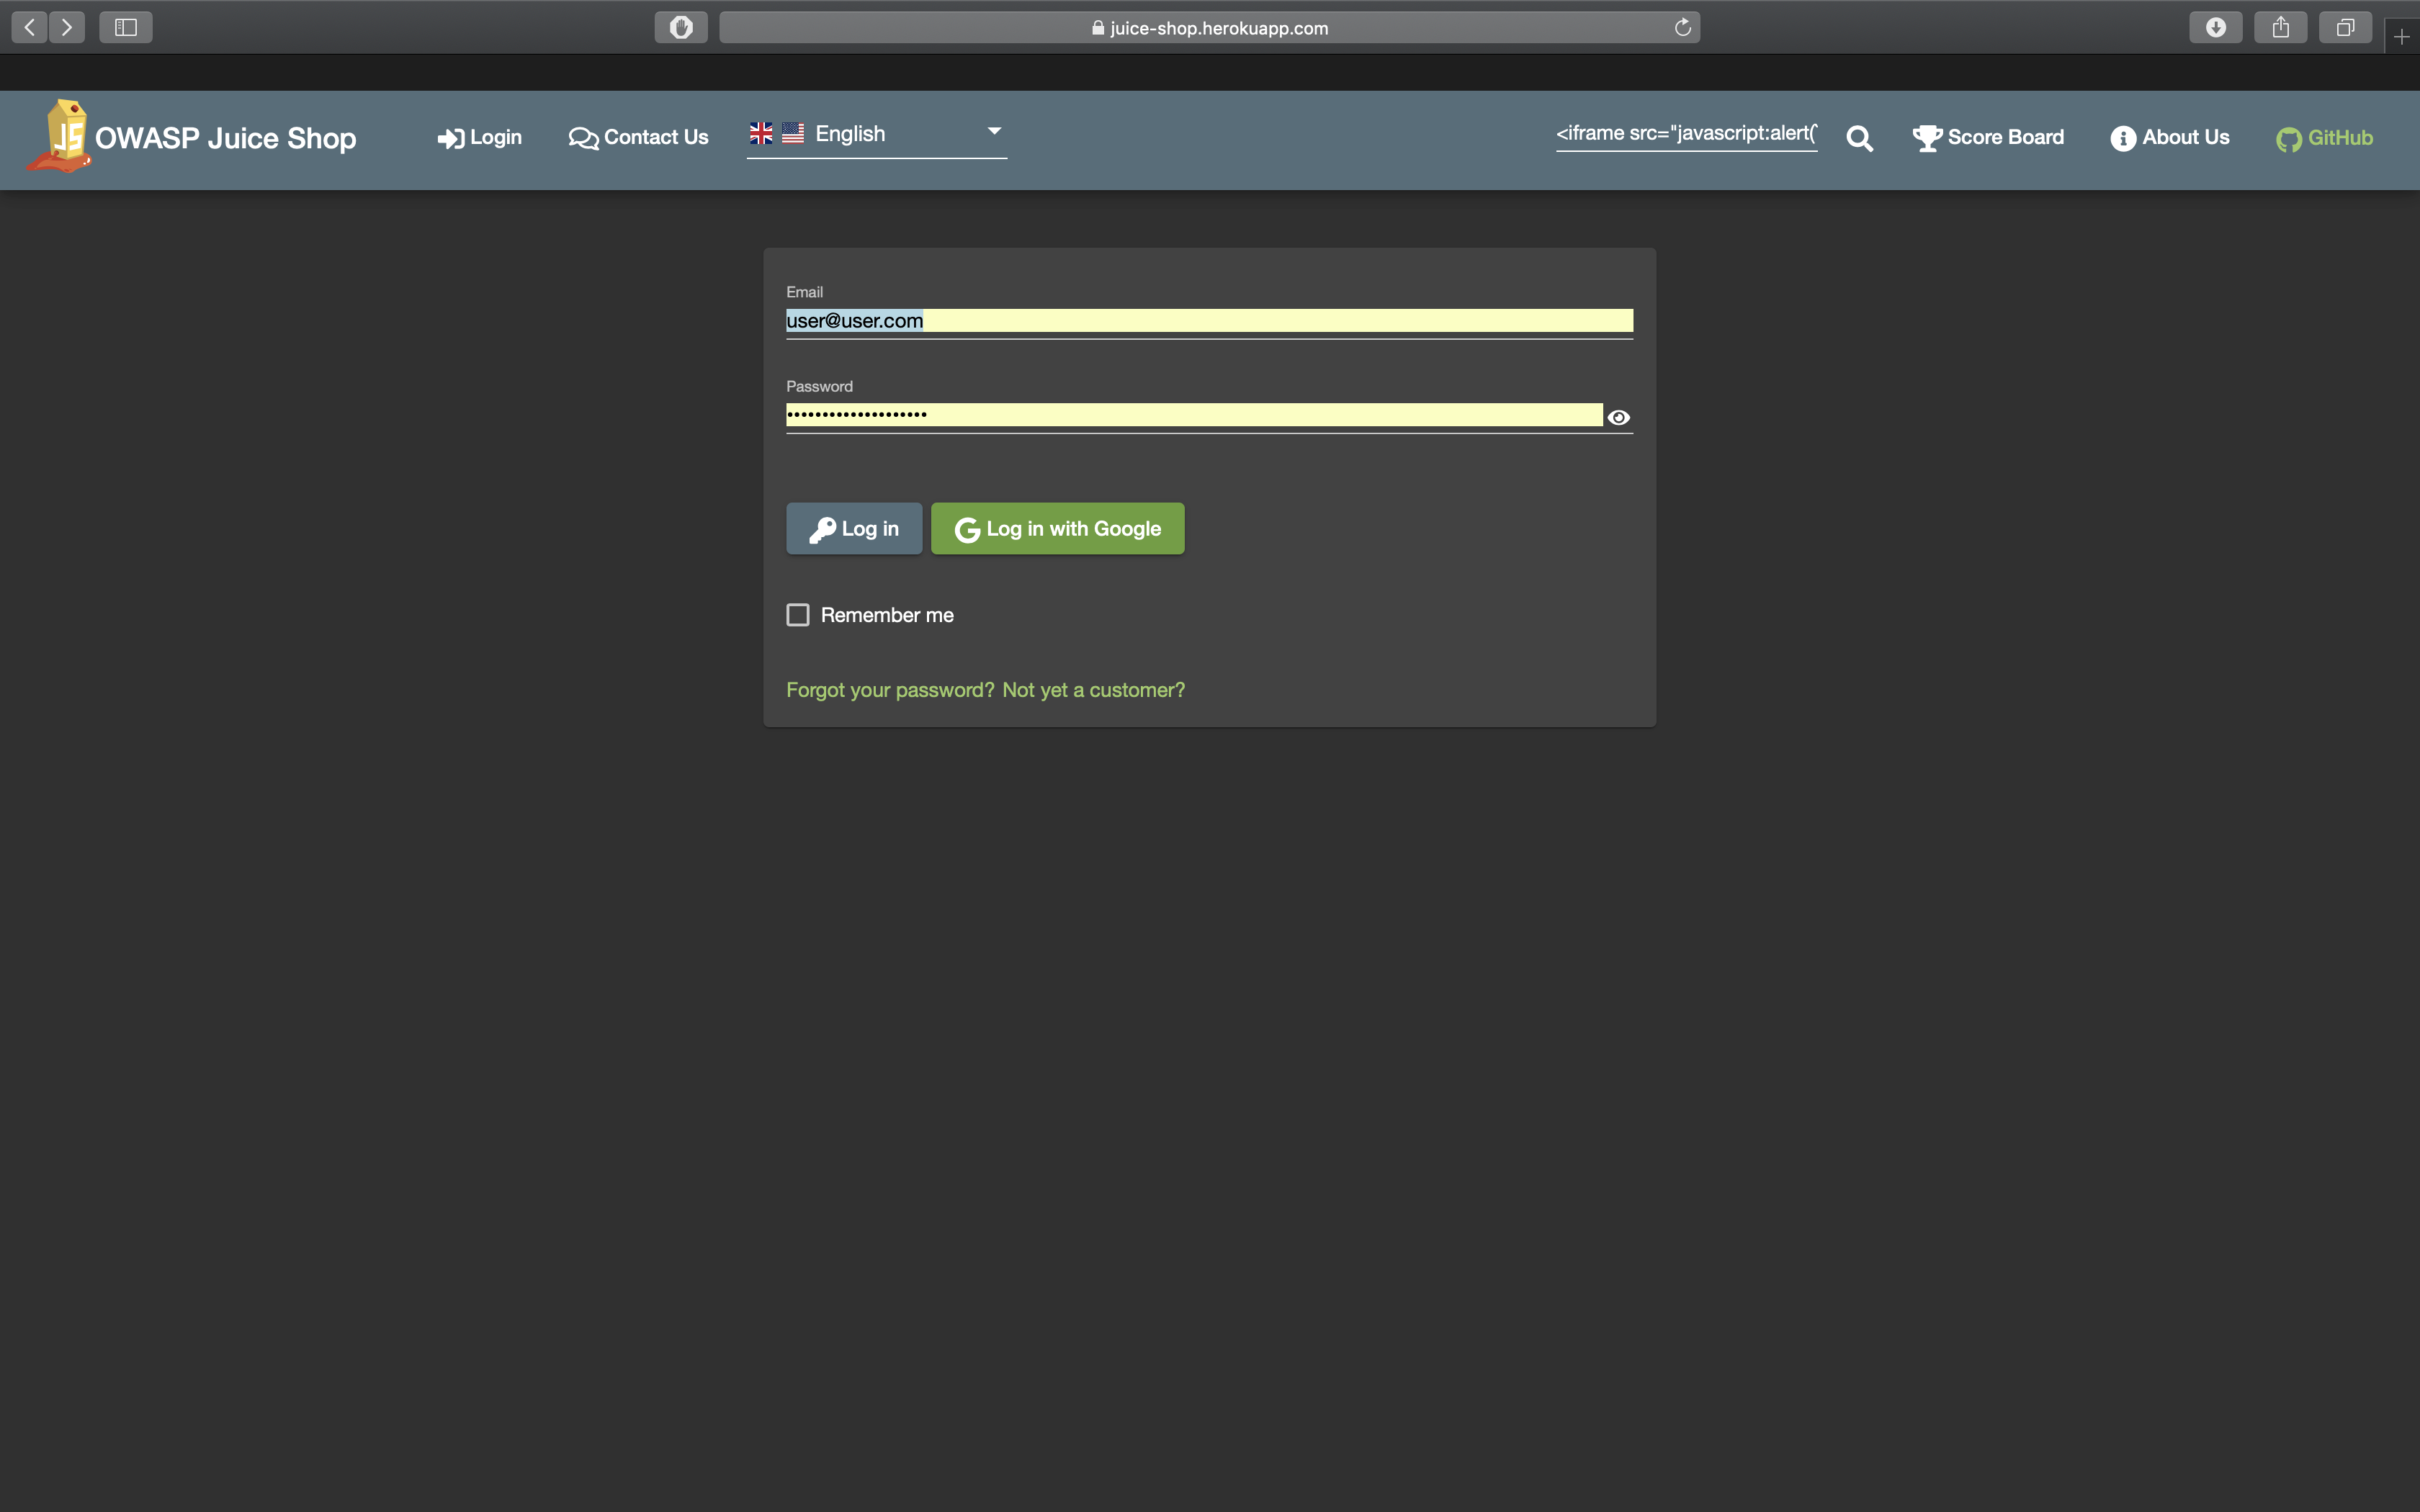 juice-shop.herokuapp.com
JS OWASP Juice Shop Login Contact Us English <iframe src="javascript:alert(` Score Board About Us GitHub
Email
user@user.com
Password
••••••••••••••••••••
Log in Log in with Google
Remember me
Forgot your password? Not yet a customer?